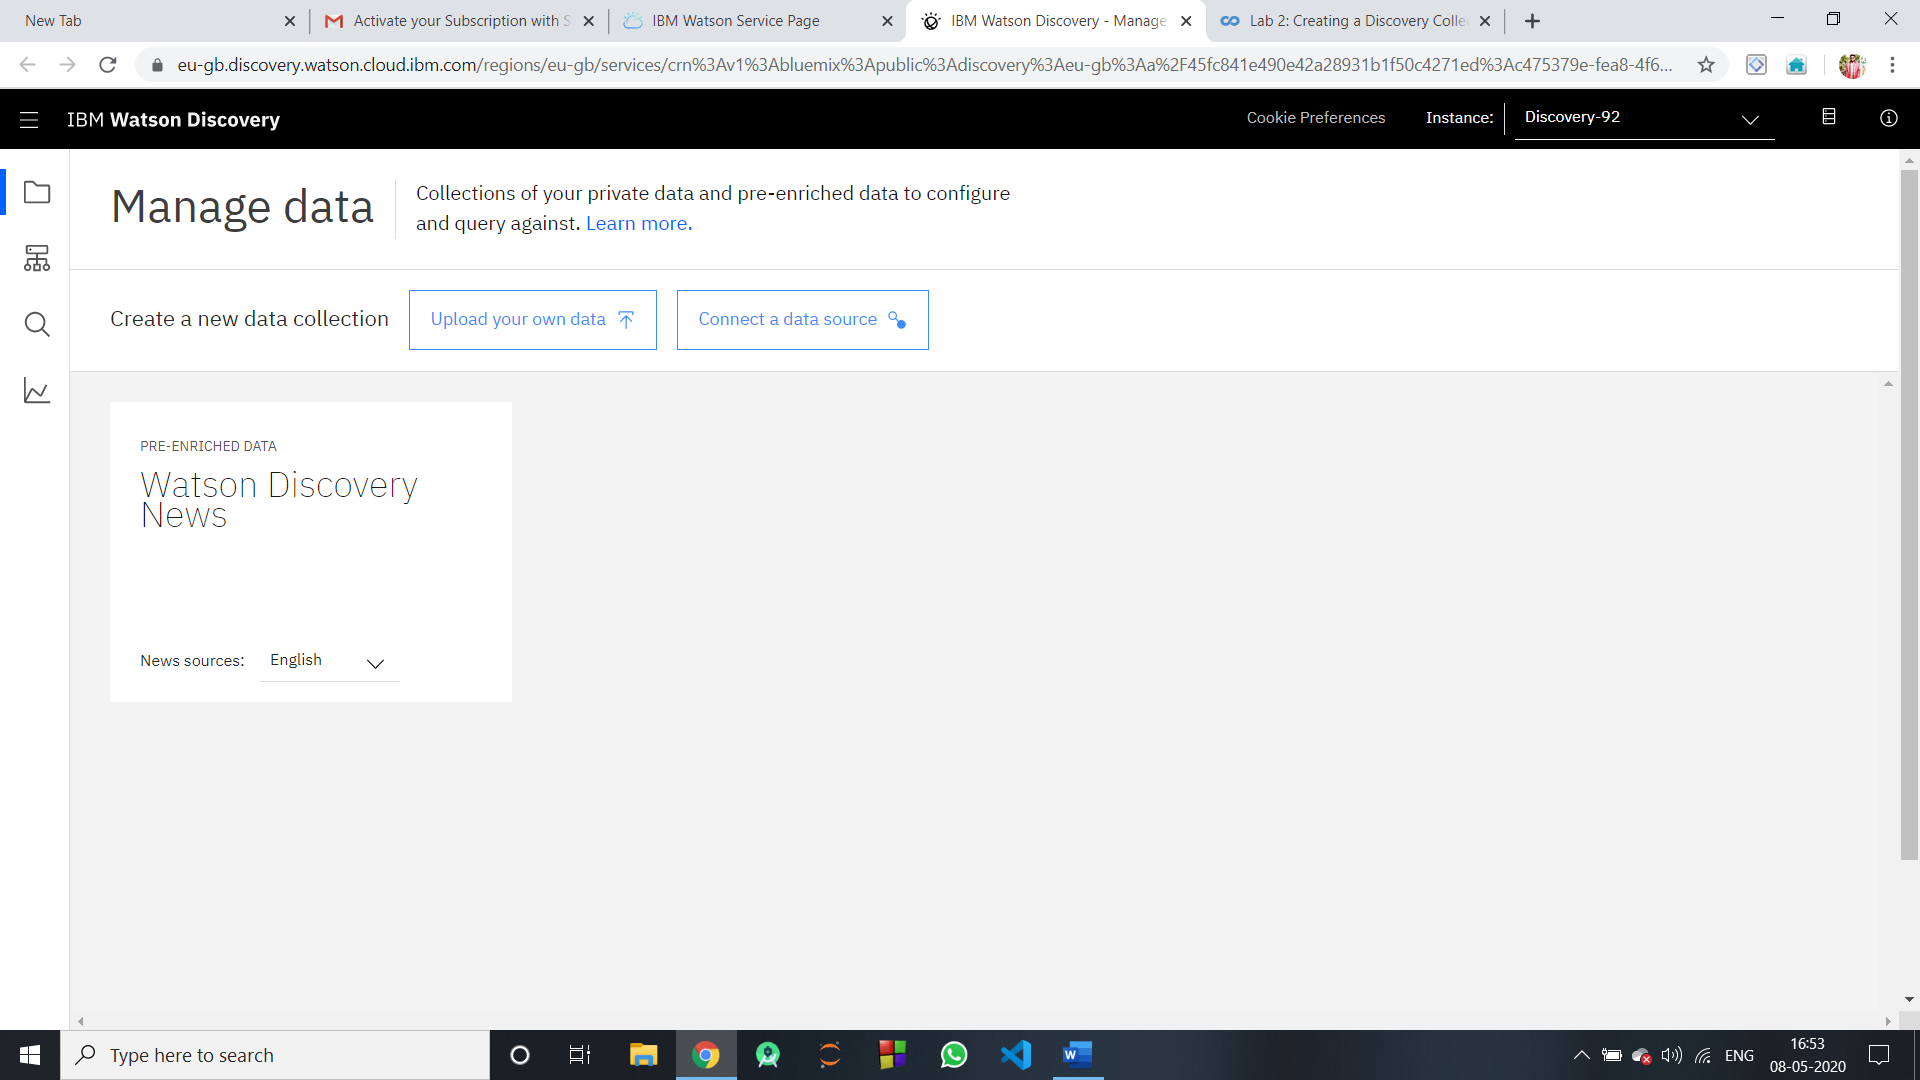 New Tab
Activate your Subscription with S
IBM Watson Service Page
IBM Watson Discovery - Manage
Lab 2: Creating a Discovery Colle
eu-gb.discovery.watson.cloud.ibm.com/regions/eu-gb/services/crn%3Av1%3Abluemix%3Apublic%3Adiscovery%3Aeu-gb%3Aa%2F45fc841e490e42a28931b1f50c4271ed%3Ac475379e-fea8-4f6...
IBM Watson Discovery
Cookie Preferences
Instance:
Discovery-92
Manage data
Collections of your private data and pre-enriched data to configure
and query against. Learn more.
Create a new data collection
Upload your own data
Connect a data source
PRE-ENRICHED DATA
Watson Discovery
News
News sources:
English
Type here to search
ENG
16:53
08-05-2020